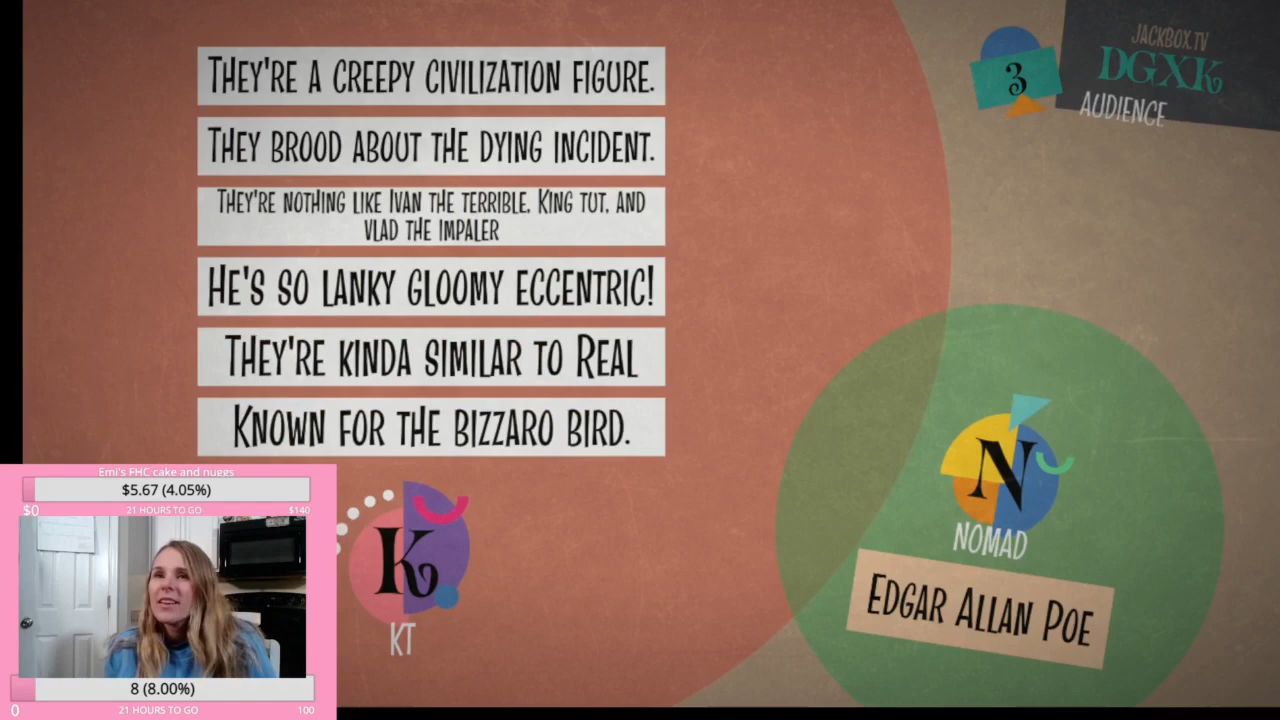 THEY'RE A CREEPY CIVILIZATION FIGURE.
THEY BROOD ABOUT THE DYING INCIDENT.
THEY'RE NOTHING LIKE IVAN THE TERRIBLE, KING TUT, AND
VLAD THE IMPALER
HE'S SO LANKY GLOOMY ECCENTRIC!
THEY'RE KINDA SIMILAR TO REAL
KNOWN FOR THE BIZZARO BIRD.
3
JACKBOX.TV
DGXK
AUDIENCE
K
KT
N
NOMAD
EDGAR ALLAN POE
Emi's FHC cake and nuggs
$5.67 (4.05%)
$0 21 HOURS TO GO $140
8 (8.00%)
0 21 HOURS TO GO 100